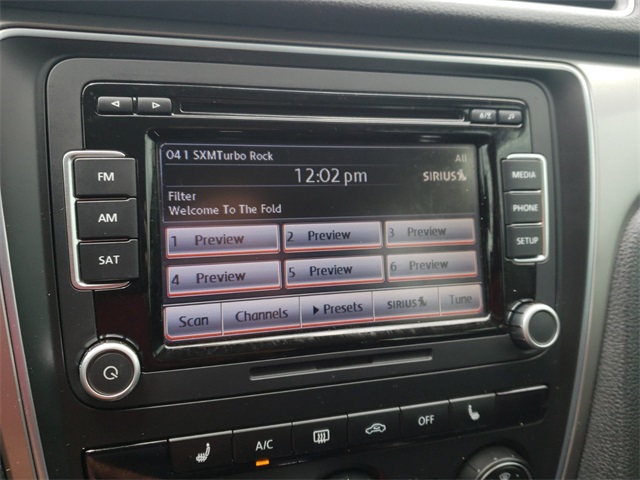 041 SXMTurbo Rock All
12:02 pm SIRIUS
Filter
Welcome To The Fold
1 Preview 2 Preview 3 Preview
4 Preview 5 Preview 6 Preview
Scan Channels Presets SIRIUS Tune
FM
AM
SAT
MEDIA
PHONE
SETUP
A/C OFF